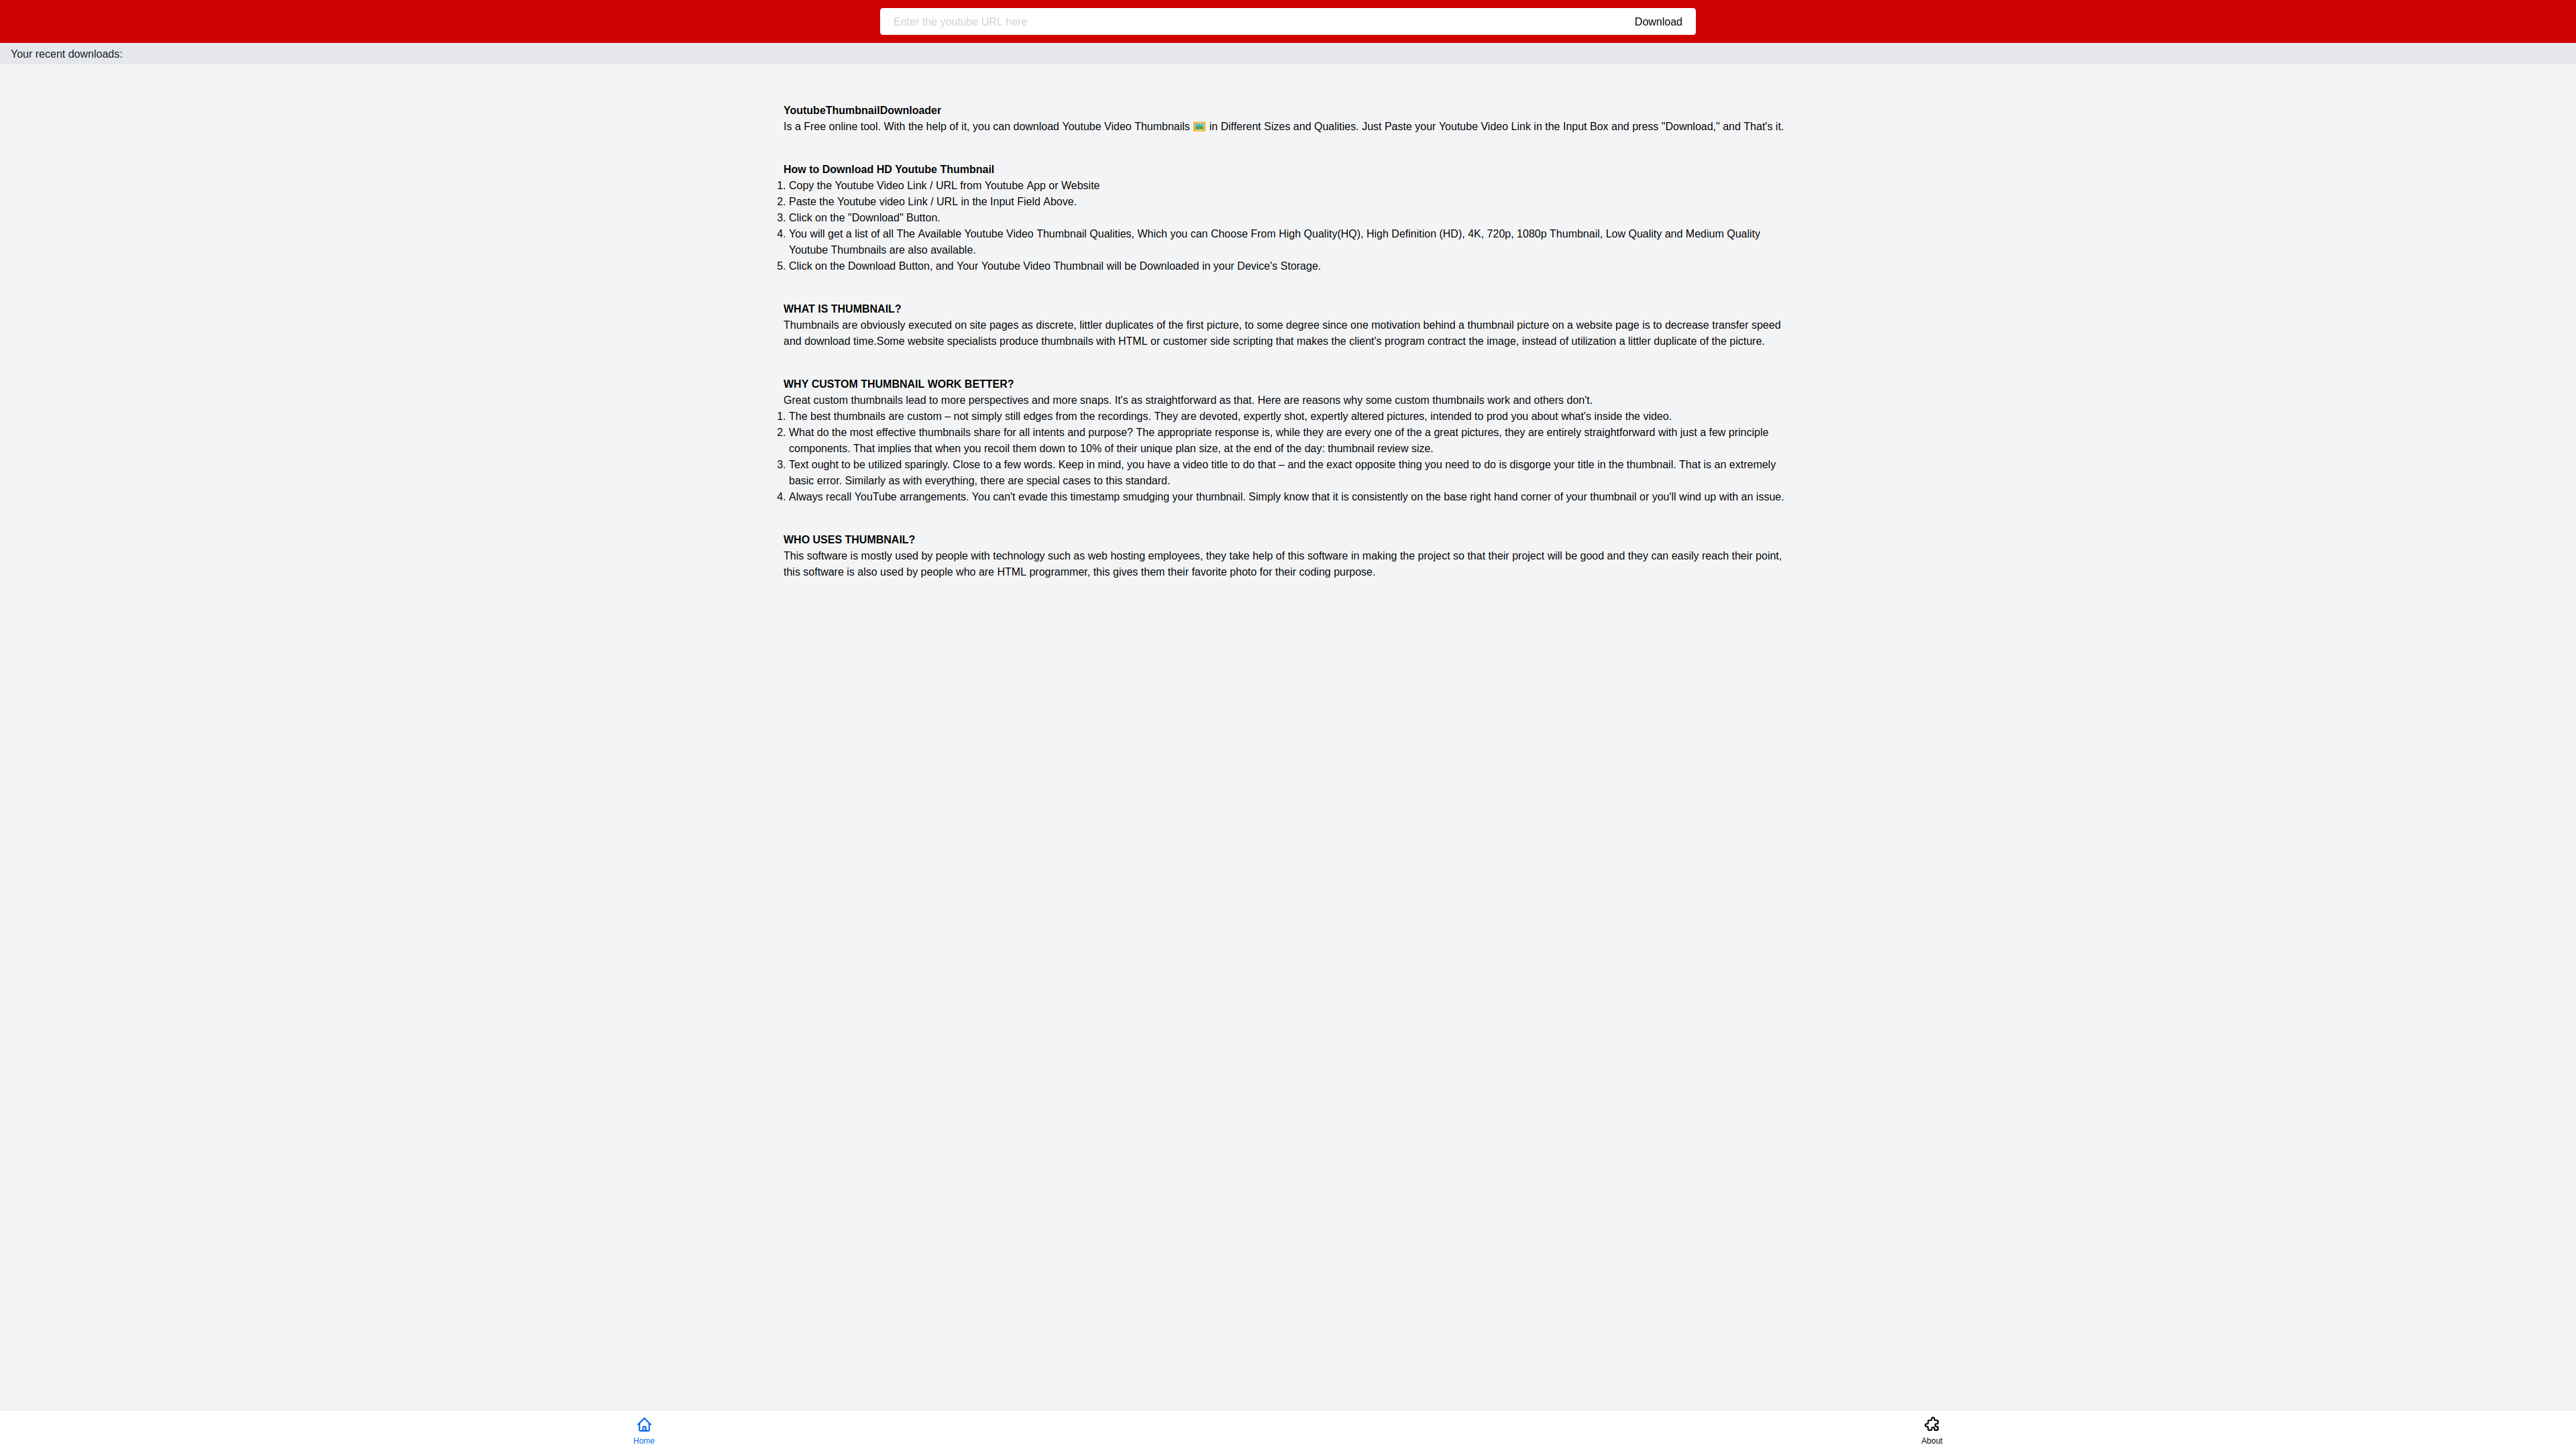 Enter the youtube URL here
Download
Your recent downloads:
YoutubeThumbnailDownloader
Is a Free online tool. With the help of it, you can download Youtube Video Thumbnails 🖼️ in Different Sizes and Qualities. Just Paste your Youtube Video Link in the Input Box and press "Download," and That's it.
How to Download HD Youtube Thumbnail
1. Copy the Youtube Video Link / URL from Youtube App or Website
2. Paste the Youtube video Link / URL in the Input Field Above.
3. Click on the "Download" Button.
4. You will get a list of all The Available Youtube Video Thumbnail Qualities, Which you can Choose From High Quality(HQ), High Definition (HD), 4K, 720p, 1080p Thumbnail, Low Quality and Medium Quality
Youtube Thumbnails are also available.
5. Click on the Download Button, and Your Youtube Video Thumbnail will be Downloaded in your Device's Storage.
WHAT IS THUMBNAIL?
Thumbnails are obviously executed on site pages as discrete, littler duplicates of the first picture, to some degree since one motivation behind a thumbnail picture on a website page is to decrease transfer speed
and download time.Some website specialists produce thumbnails with HTML or customer side scripting that makes the client's program contract the image, instead of utilization a littler duplicate of the picture.
WHY CUSTOM THUMBNAIL WORK BETTER?
Great custom thumbnails lead to more perspectives and more snaps. It's as straightforward as that. Here are reasons why some custom thumbnails work and others don't.
1. The best thumbnails are custom – not simply still edges from the recordings. They are devoted, expertly shot, expertly altered pictures, intended to prod you about what's inside the video.
2. What do the most effective thumbnails share for all intents and purpose? The appropriate response is, while they are every one of the a great pictures, they are entirely straightforward with just a few principle
components. That implies that when you recoil them down to 10% of their unique plan size, at the end of the day: thumbnail review size.
3. Text ought to be utilized sparingly. Close to a few words. Keep in mind, you have a video title to do that – and the exact opposite thing you need to do is disgorge your title in the thumbnail. That is an extremely
basic error. Similarly as with everything, there are special cases to this standard.
4. Always recall YouTube arrangements. You can't evade this timestamp smudging your thumbnail. Simply know that it is consistently on the base right hand corner of your thumbnail or you'll wind up with an issue.
WHO USES THUMBNAIL?
This software is mostly used by people with technology such as web hosting employees, they take help of this software in making the project so that their project will be good and they can easily reach their point,
this software is also used by people who are HTML programmer, this gives them their favorite photo for their coding purpose.
Home
About